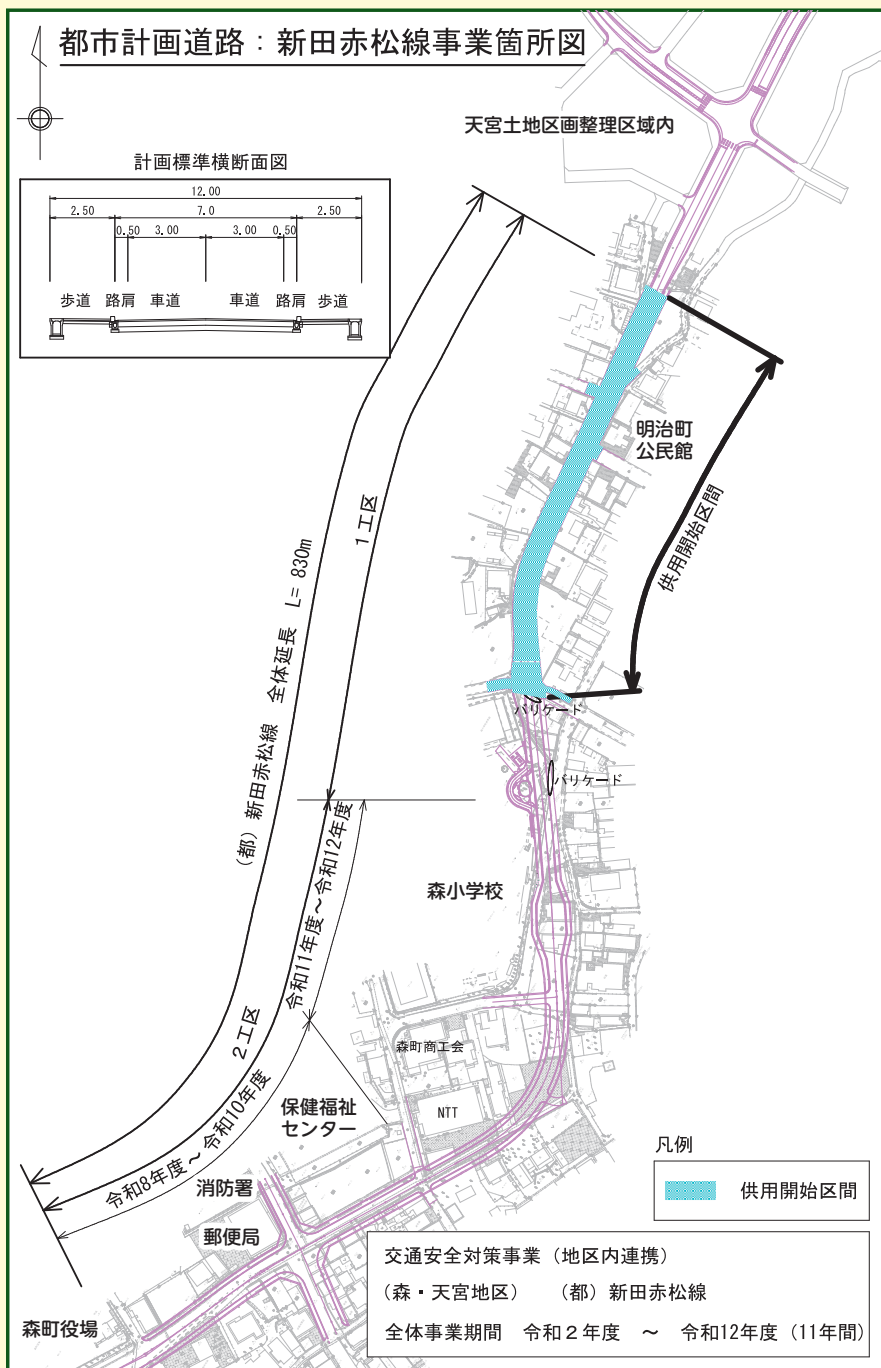 都市計画道路：新田赤松線事業箇所図
天宮土地区画整理区域内
計画標準横断面図
12.00
2.50 7.0 2.50
0.50 3.00 3.00 0.50
歩道 路肩 車道 車道 路肩 歩道
明治町
公民館
供用開始区間
1工区
(都) 新田赤松線 全体延長 L= 830m
バリケード
バリケード
森小学校
令和11年度～令和12年度
2工区
森町商工会
NTT
保健福祉
センター
令和8年度～令和10年度
消防署
郵便局
森町役場
凡例
供用開始区間
交通安全対策事業（地区内連携）
(森・天宮地区) (都) 新田赤松線
全体事業期間 令和2年度 ～ 令和12年度 (11年間)